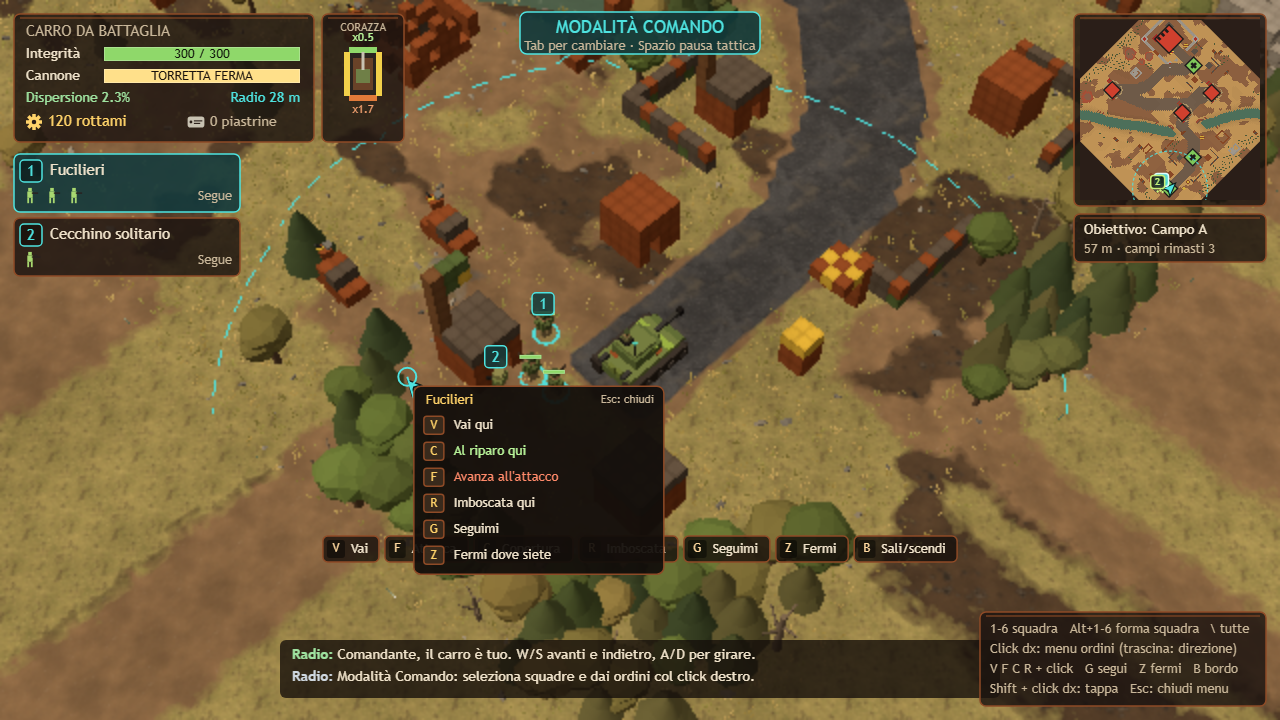 CARRO DA BATTAGLIA
Integrità
300 / 300
Cannone
TORRETTA FERMA
Dispersione 2.3%
Radio 28 m
120 rottami
0 piastrine
CORAZZA
x0.5
x1.7
MODALITÀ COMANDO
Tab per cambiare · Spazio pausa tattica
2
Obiettivo: Campo A
57 m · campi rimasti 3
1 Fucilieri
Segue
2 Cecchino solitario
Segue
1
2
Fucilieri
Esc: chiudi
V Vai qui
C Al riparo qui
F Avanza all'attacco
R Imboscata qui
G Seguimi
Z Fermi dove siete
V Vai
F
R Imboscata
G Seguimi
Z Fermi
B Sali/scendi
Radio: Comandante, il carro è tuo. W/S avanti e indietro, A/D per girare.
Radio: Modalità Comando: seleziona squadre e dai ordini col click destro.
1-6 squadra Alt+1-6 forma squadra \ tutte
Click dx: menu ordini (trascina: direzione)
V F C R + click G segui Z fermi B bordo
Shift + click dx: tappa Esc: chiudi menu